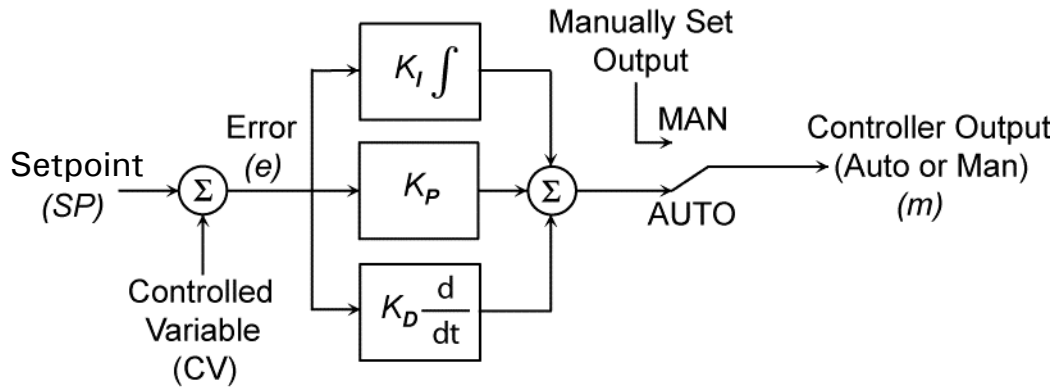 Manually Set
Output
K_I ∫
MAN
Error
(e)
Controller Output
(Auto or Man)
(m)
Setpoint
(SP)
Σ
K_P
Σ
AUTO
Controlled
Variable
(CV)
K_D d/dt